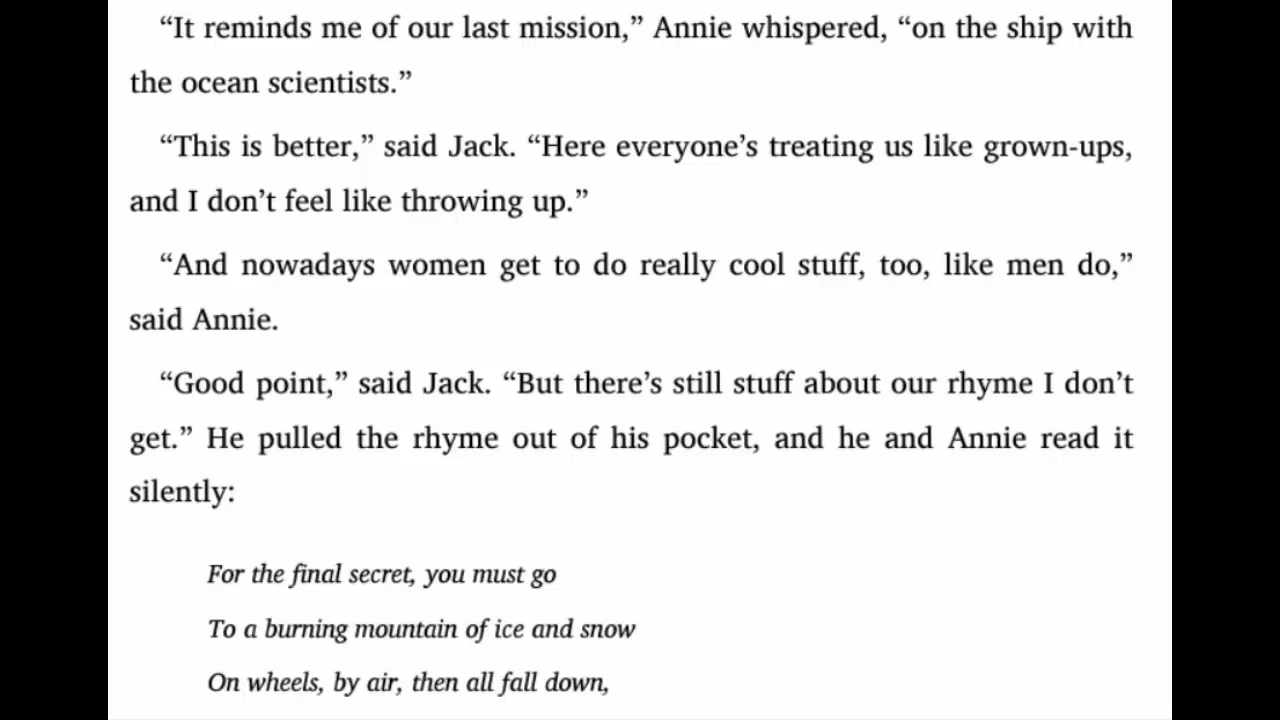 “It reminds me of our last mission,” Annie whispered, “on the ship with
the ocean scientists.”
“This is better,” said Jack. “Here everyone’s treating us like grown-ups,
and I don’t feel like throwing up.”
“And nowadays women get to do really cool stuff, too, like men do,”
said Annie.
“Good point,” said Jack. “But there’s still stuff about our rhyme I don’t
get.” He pulled the rhyme out of his pocket, and he and Annie read it
silently:
For the final secret, you must go
To a burning mountain of ice and snow
On wheels, by air, then all fall down,